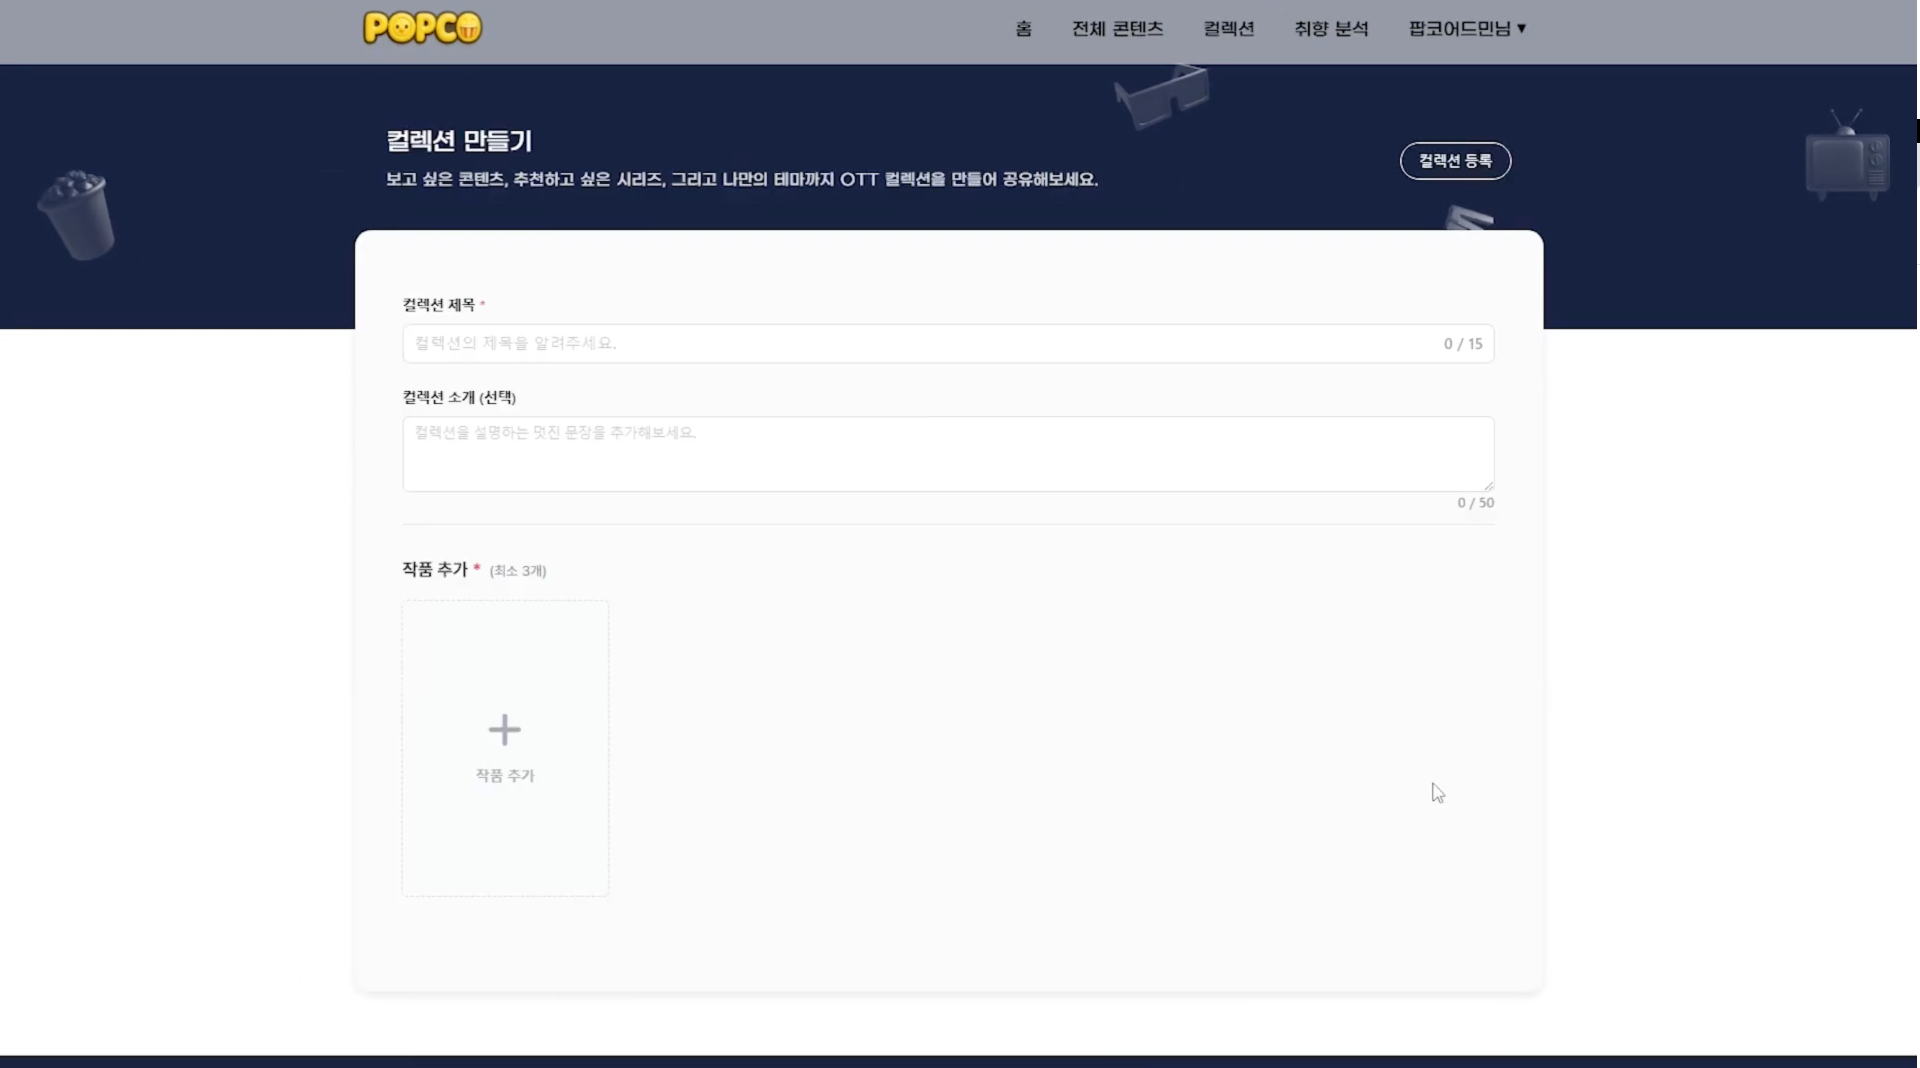 POPCO
홈
전체 콘텐츠
컬렉션
취향 분석
팝코어드민님 ▼
컬렉션 만들기
보고 싶은 콘텐츠, 추천하고 싶은 시리즈, 그리고 나만의 테마까지 OTT 컬렉션을 만들어 공유해보세요.
컬렉션 등록
컬렉션 제목 *
컬렉션의 제목을 알려주세요.
0 / 15
컬렉션 소개 (선택)
컬렉션을 설명하는 멋진 문장을 추가해보세요.
0 / 50
작품 추가 * (최소 3개)
작품 추가